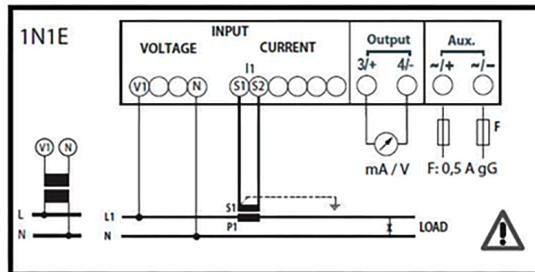 1N1E
INPUT
VOLTAGE CURRENT
I1
V1 N S1 S2
Output
3/+ 4/-
Aux.
~/+ ~/-
mA / V
F
F: 0,5 A gG
V1 N
L
N
S1
P1
L1
N
LOAD